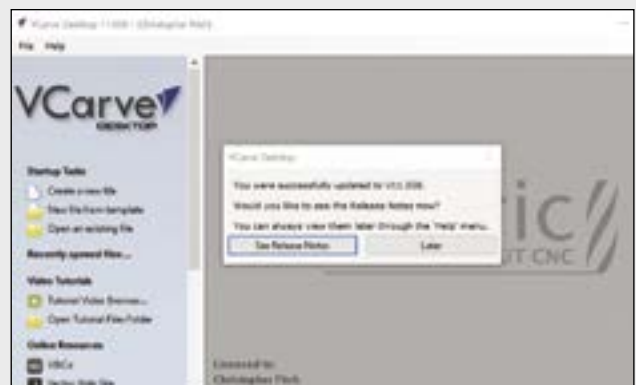 VCarve Desktop
File Help
VCarve
DESKTOP
Startup Tasks
Create a new file
New file from template
Open an existing file
Recently opened files...
Video Tutorials
Tutorial Video Browser...
Open Tutorial Files Folder
Online Resources
VCarve Desktop
You were successfully updated to
Would you like to see the Release Notes now?
You can always view them later through the 'Help' menu.
See Release Notes Later
ric
UT CNC
Licensed to:
Christopher